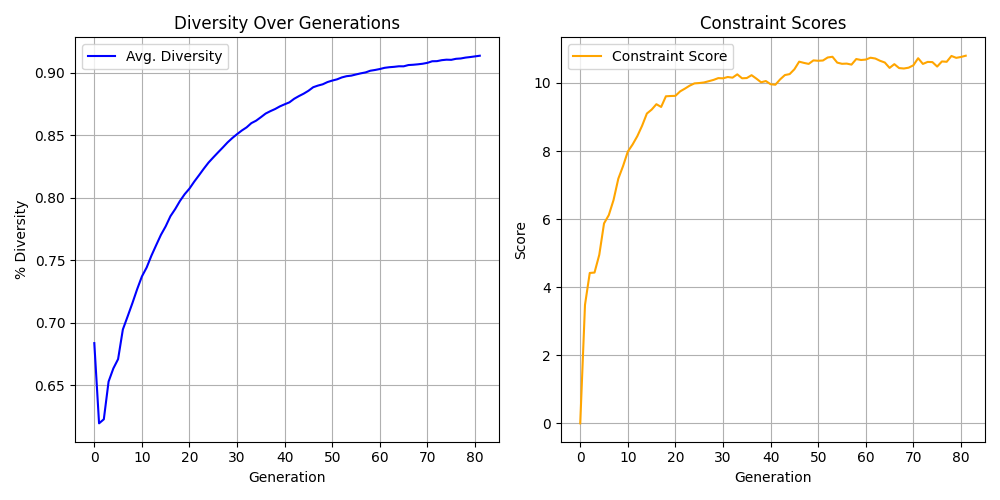 Diversity Over Generations
Avg. Diversity
% Diversity
0.90
0.85
0.80
0.75
0.70
0.65
0 10 20 30 40 50 60 70 80
Generation
Constraint Scores
Constraint Score
Score
10
8
6
4
2
0
0 10 20 30 40 50 60 70 80
Generation